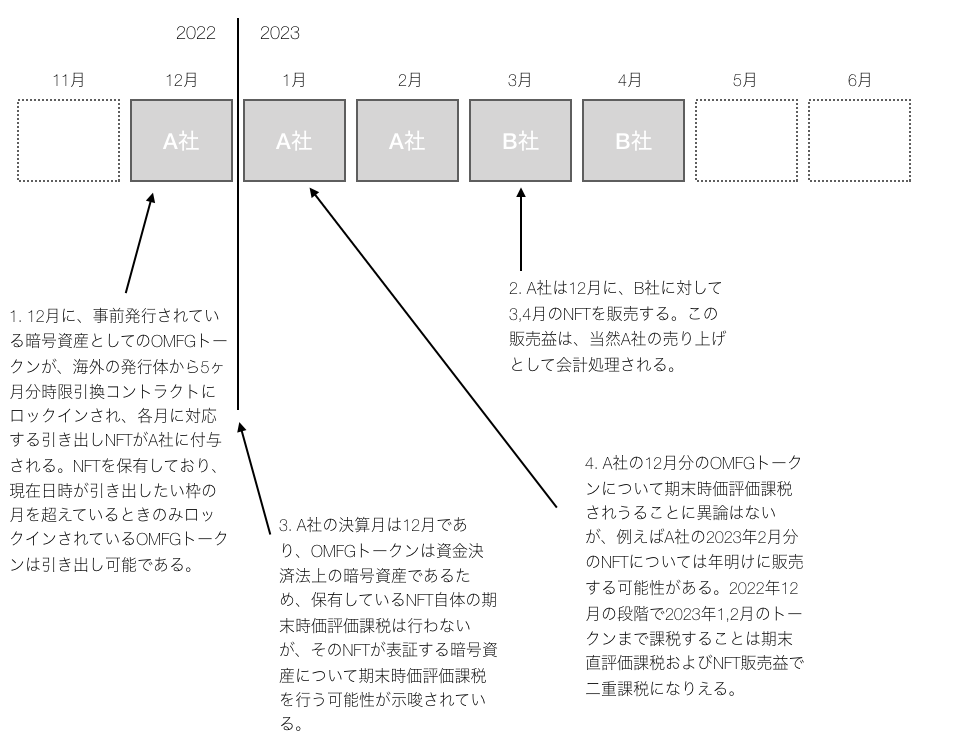 2022
2023
11月
12月
1月
2月
3月
4月
5月
6月
A社
A社
A社
B社
B社
1. 12月に、事前発行されてい
る暗号資産としてのOMFGトー
クンが、海外の発行体から5ヶ
月分時限引換コントラクトに
ロックインされ、各月に対応
する引き出しNFTがA社に付与
される。NFTを保有しており、
現在日時が引き出したい枠の
月を超えているときのみロッ
クインされているOMFGトーク
ンは引き出し可能である。
2. A社は12月に、B社に対して
3,4月のNFTを販売する。この
販売益は、当然A社の売り上げ
として会計処理される。
3. A社の決算月は12月であ
り、OMFGトークンは資金決
済法上の暗号資産であるた
め、保有しているNFT自体の期
末時価評価課税は行わない
が、そのNFTが表証する暗号資
産について期末時価評価課税
を行う可能性が示唆されてい
る。
4. A社の12月分のOMFGトーク
ンについて期末時価評価課税
されうることに異論はない
が、例えばA社の2023年2月分
のNFTについては年明けに販売
する可能性がある。2022年12
月の段階で2023年1,2月のトー
クンまで課税することは期末
直評価課税およびNFT販売益で
二重課税になりえる。